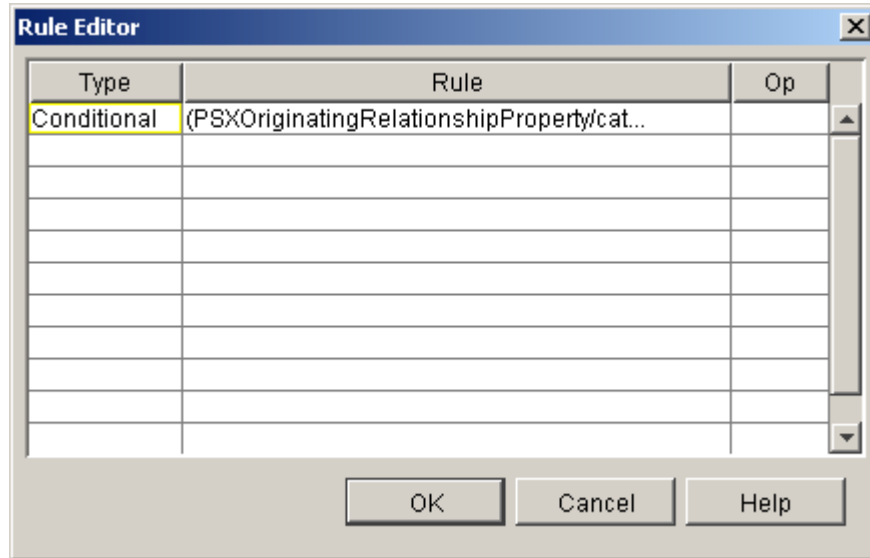 Rule Editor
Type Rule Op
Conditional (PSXOriginatingRelationshipProperty/cat...
OK Cancel Help